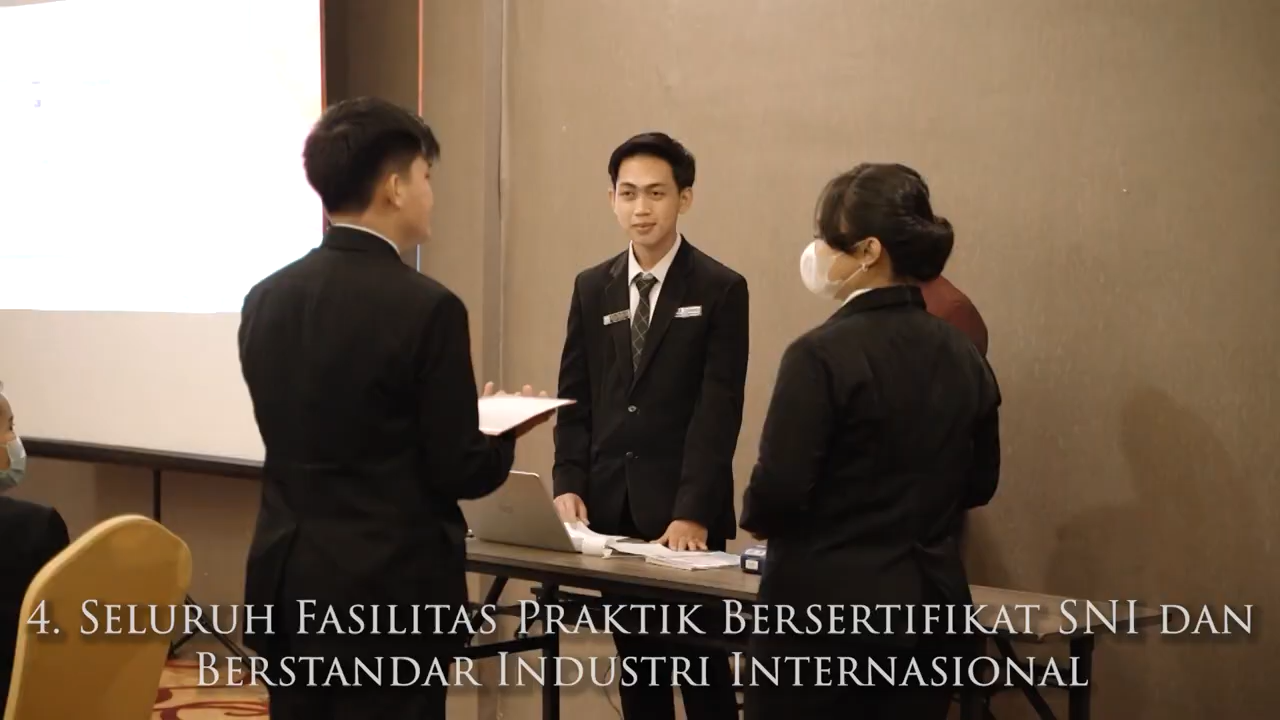 4. Seluruh Fasilitas Praktik Bersertifikat SNI dan
Berstandar Industri Internasional